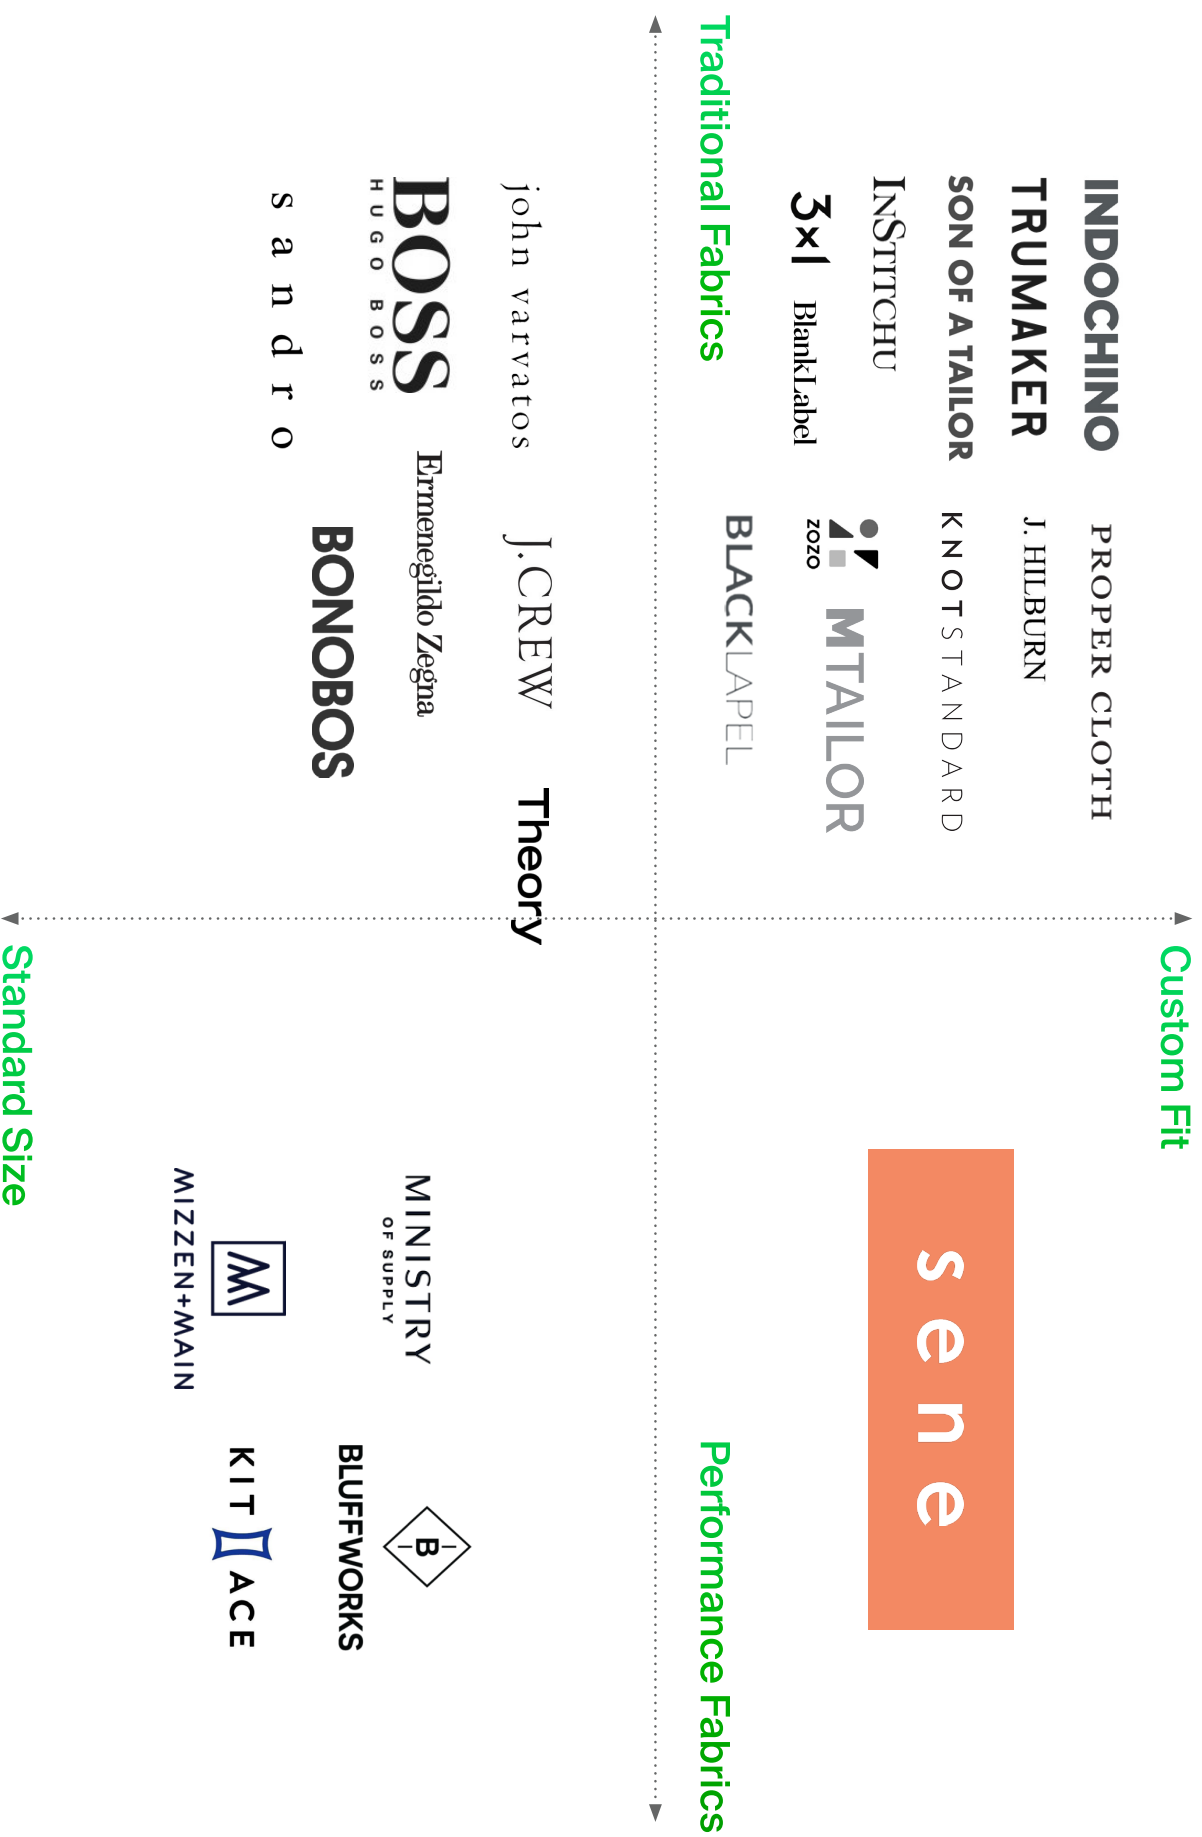 Custom Fit
INDOCHINO
PROPER CLOTH
TRUMAKER
J. HILBURN
SON OF A TAILOR
KNOTSTANDARD
INSTITCHU
ZOZO
MTAILOR
3x1
BlankLabel
BLACKLAPEL
sene
Traditional Fabrics
Performance Fabrics
john varvatos
J.CREW
Theory
BOSS
HUGO BOSS
Ermenegildo Zegna
sandro
BONOBOS
MINISTRY
OF SUPPLY
B
BLUFFWORKS
M
MIZZEN+MAIN
KIT ACE
Standard Size